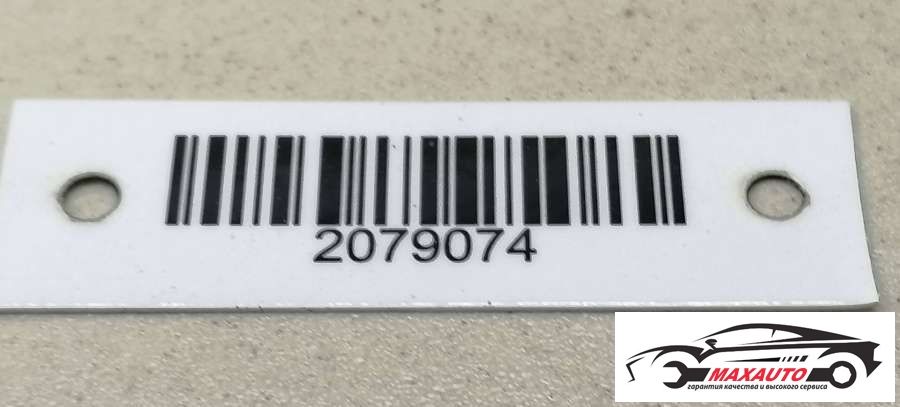 2079074
MAXAUTO
гарантия качества и высокого сервиса